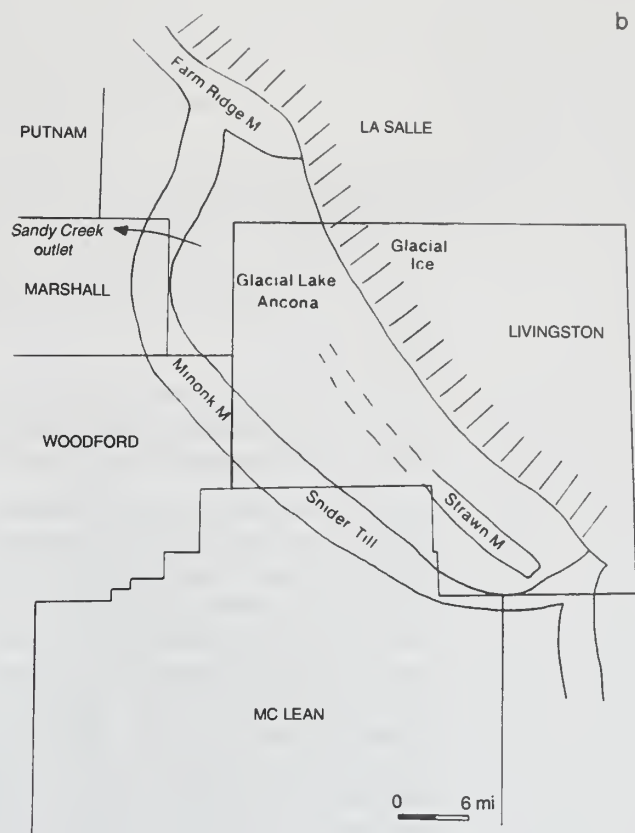 b
Farm Ridge M
LA SALLE
PUTNAM
Sandy Creek
outlet
Glacial
Ice
Glacial Lake
Ancona
MARSHALL
LIVINGSTON
Minonk M
WOODFORD
Snider Till
Strawn M
MC LEAN
0 6 mi